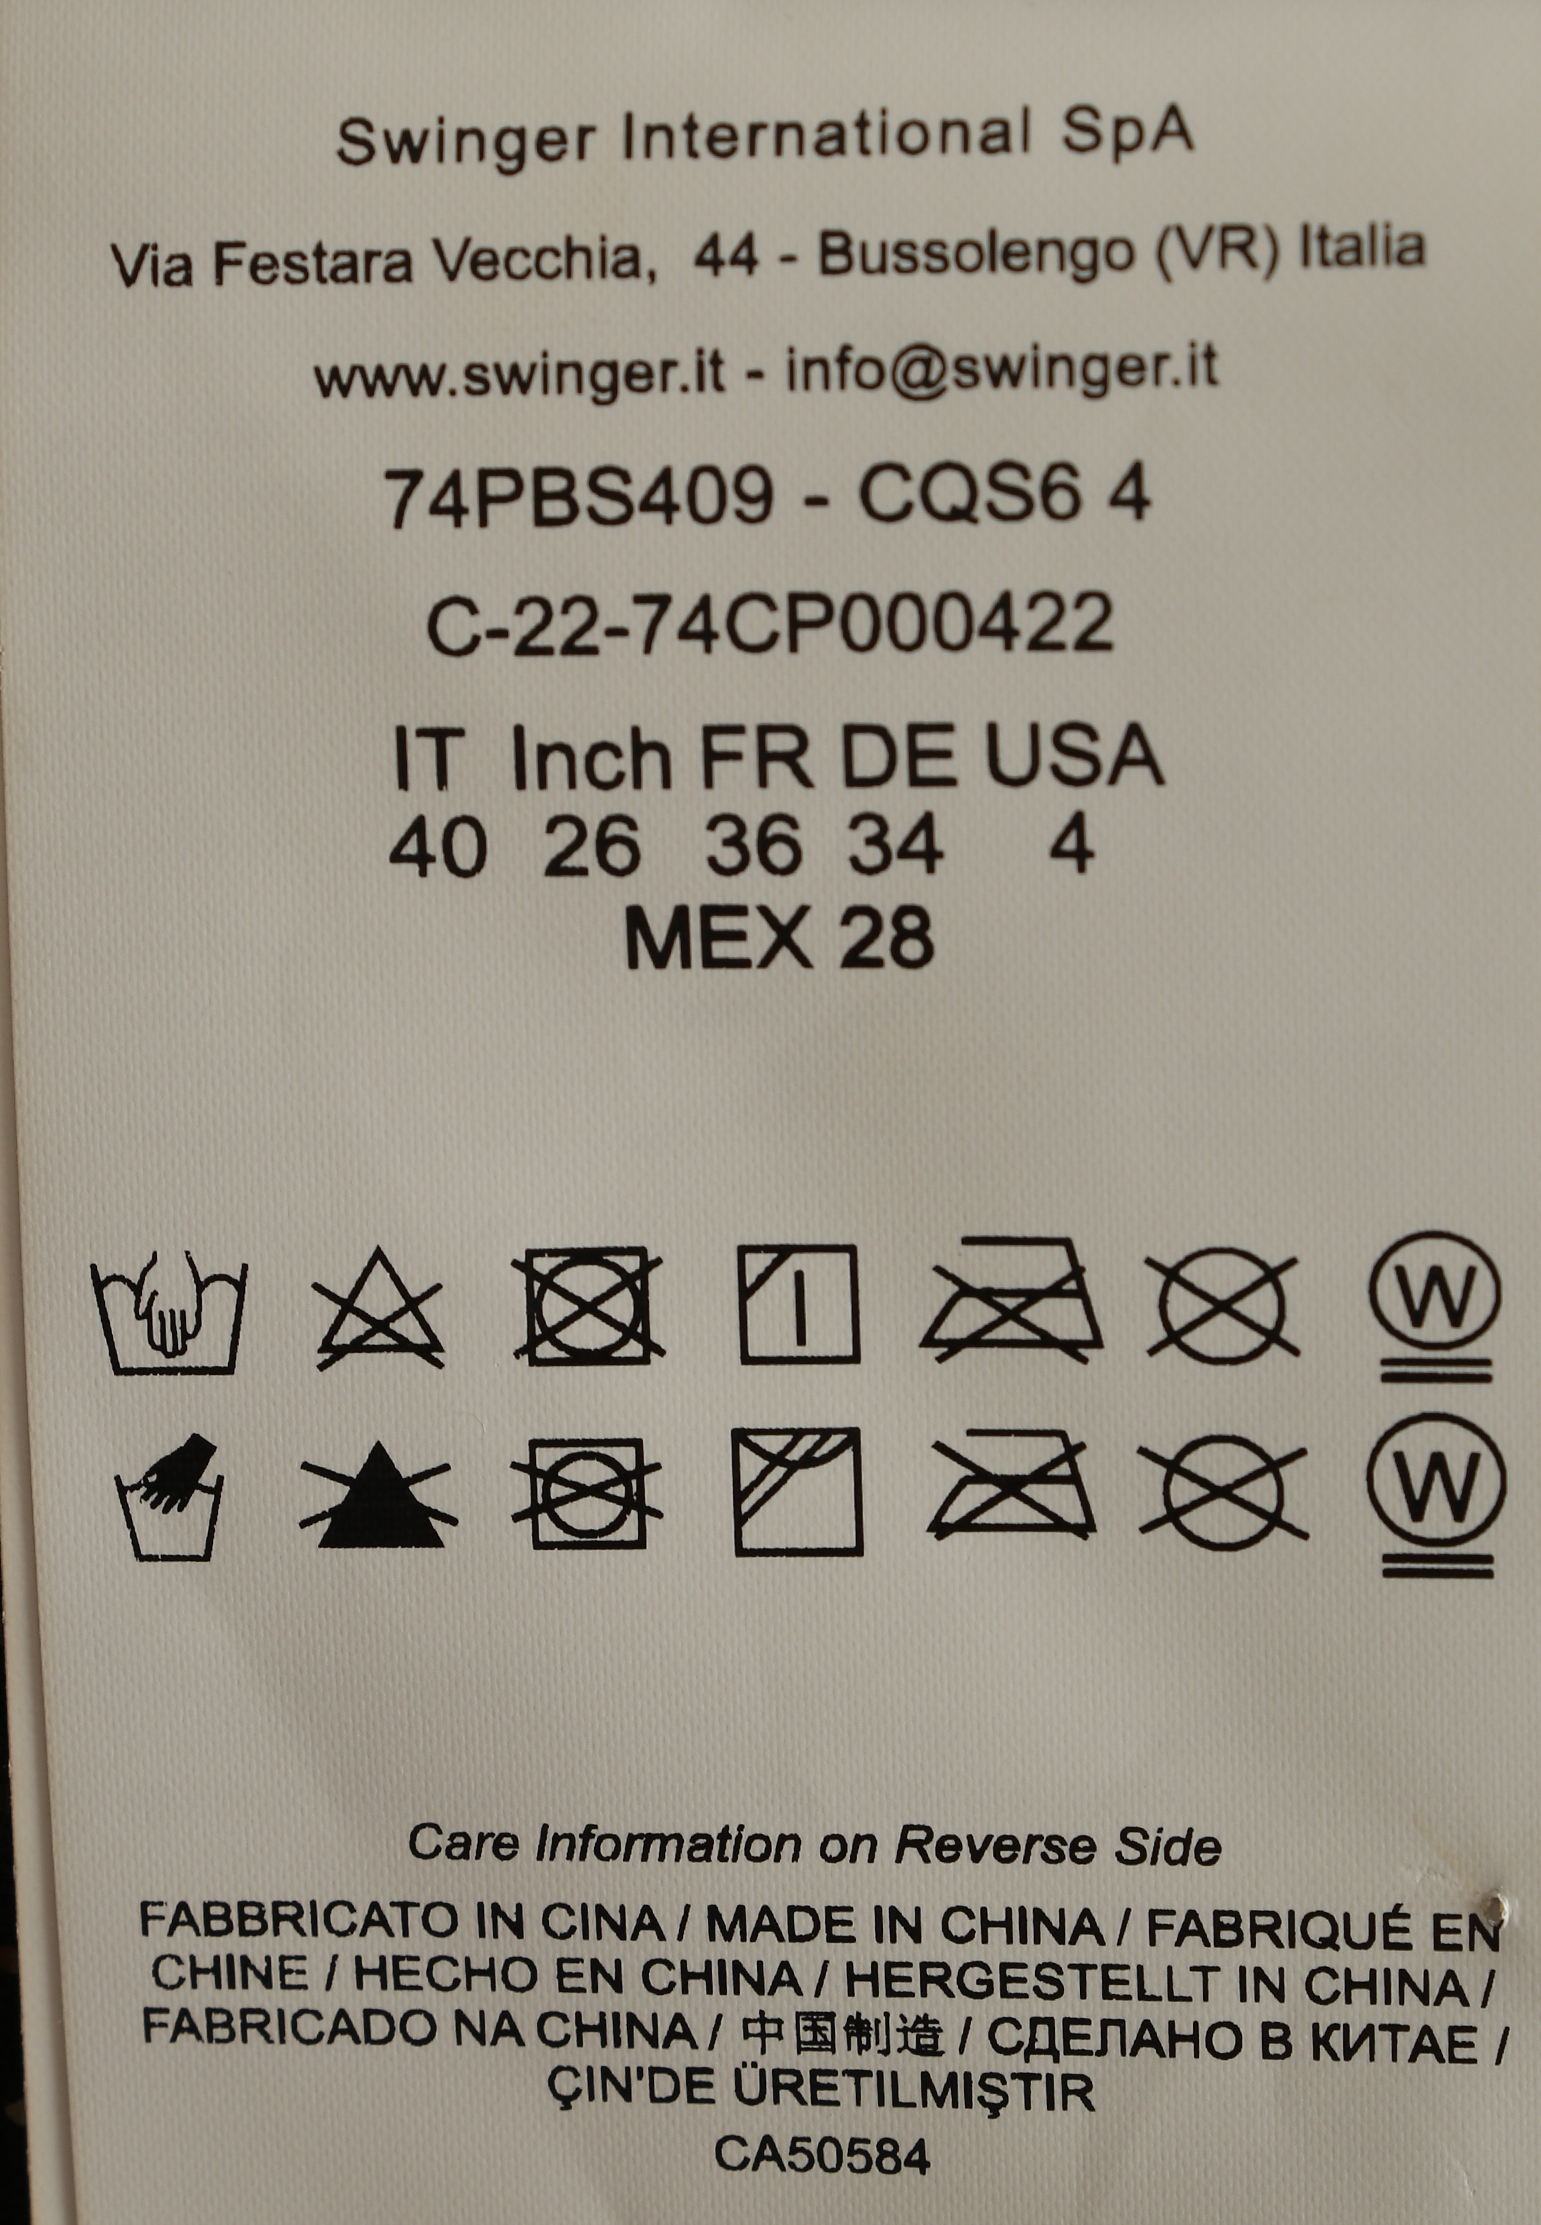 Swinger International SpA
Via Festara Vecchia, 44 - Bussolengo (VR) Italia
www.swinger.it - info@swinger.it
74PBS409 - CQS6 4
C-22-74CP000422
IT Inch FR DE USA
40 26 36 34 4
MEX 28
W
W
Care Information on Reverse Side
FABBRICATO IN CINA / MADE IN CHINA / FABRIQUÉ EN
CHINE / HECHO EN CHINA / HERGESTELLT IN CHINA /
FABRICADO NA CHINA / 中国制造 / СДЕЛАНО В КИТАЕ /
ÇIN'DE ÜRETILMIŞTIR
CA50584